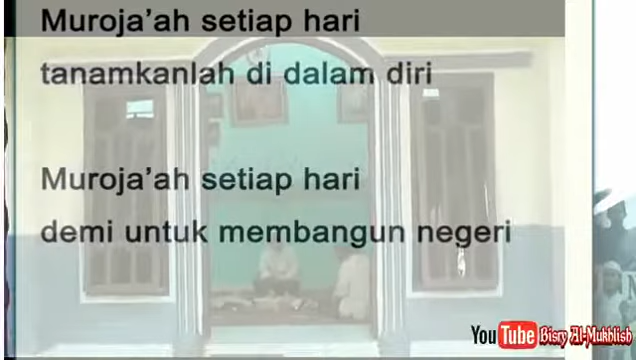 Muroja'ah setiap hari
tanamkanlah di dalam diri
Muroja'ah setiap hari
demi untuk membangun negeri
YouTube Bisry Al-Mukhlish